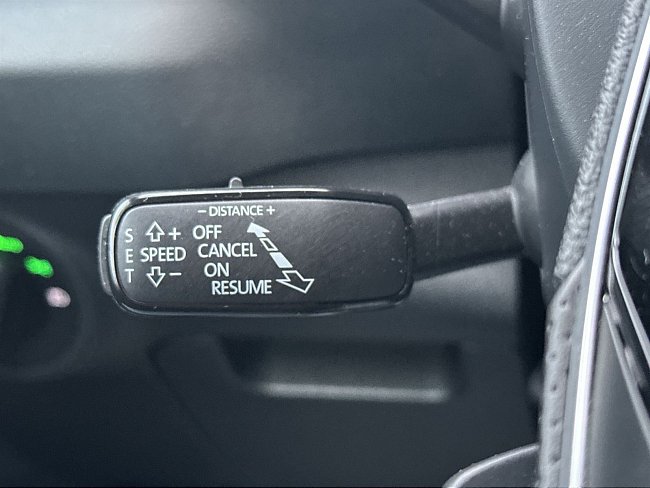 − DISTANCE +
S + OFF
E SPEED CANCEL
T − ON
RESUME